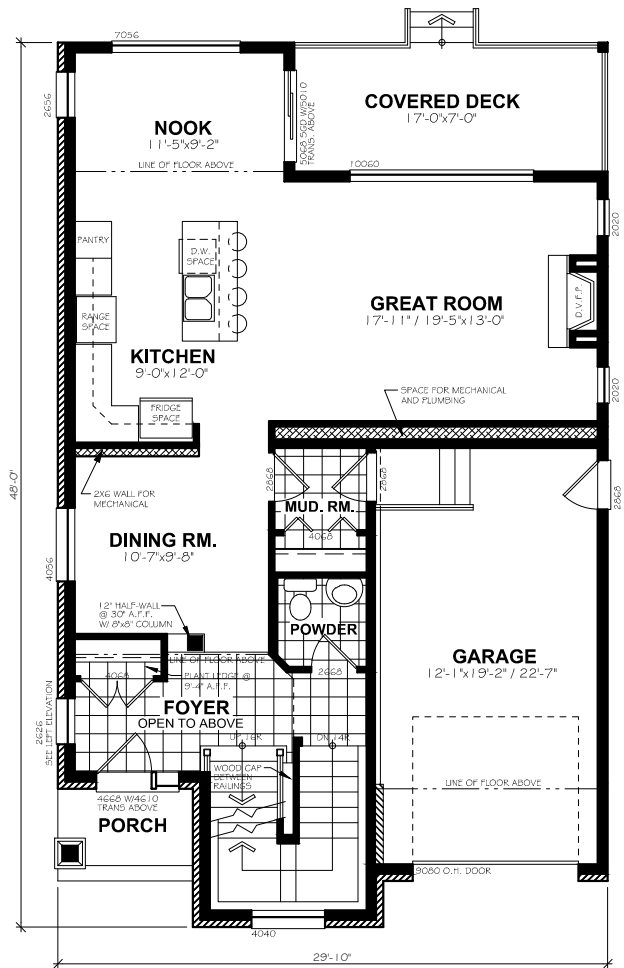 7056
2656
NOOK
11'-5"x9'-2"
LINE OF FLOOR ABOVE
5068 SGD W/5010
TRANS. ABOVE
COVERED DECK
17'-0"x7'-0"
10060
2020
PANTRY
D.W.
SPACE
RANGE
SPACE
GREAT ROOM
17'-11" / 19'-5"x13'-0"
D.V.F.P.
KITCHEN
9'-0"x12'-0"
FRIDGE
SPACE
2020
SPACE FOR MECHANICAL
AND PLUMBING
48'-0"
2X6 WALL FOR
MECHANICAL
2868
2868
2868
MUD. RM.
4068
DINING RM.
10'-7"x9'-8"
4056
12" HALF-WALL
@ 30" A.F.F.
W/ 8"x8" COLUMN
POWDER
2668
LINE OF FLOOR ABOVE
4068
PLANT LEDGE @
9'-4" A.F.F.
GARAGE
12'-1"x19'-2" / 22'-7"
FOYER
OPEN TO ABOVE
2626
SEE LEFT ELEVATION
UP 16R
DN 14R
WOOD CAP
BETWEEN
RAILINGS
LINE OF FLOOR ABOVE
4668 W/4610
TRANS ABOVE
PORCH
9080 O.H. DOOR
4040
29'-10"